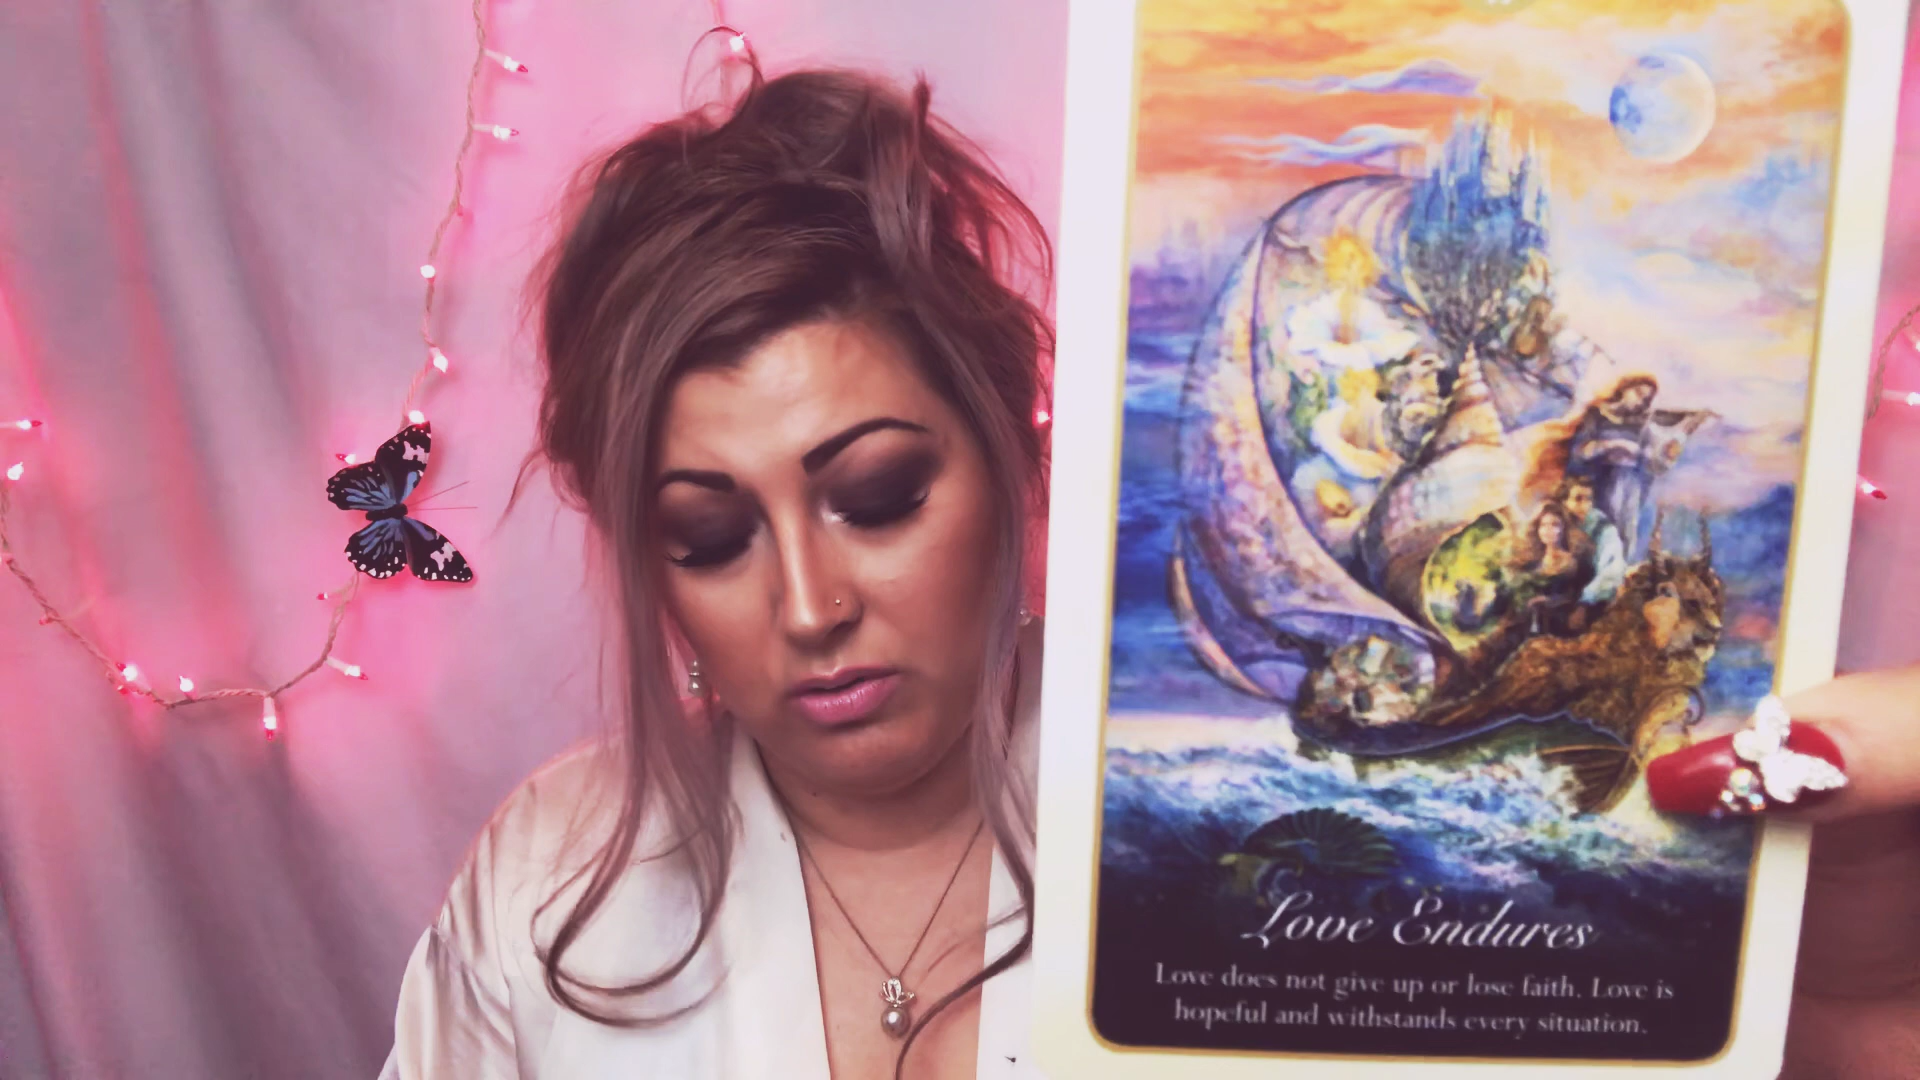 Love Endures
Love does not give up or lose faith. Love is
hopeful and withstands every situation.